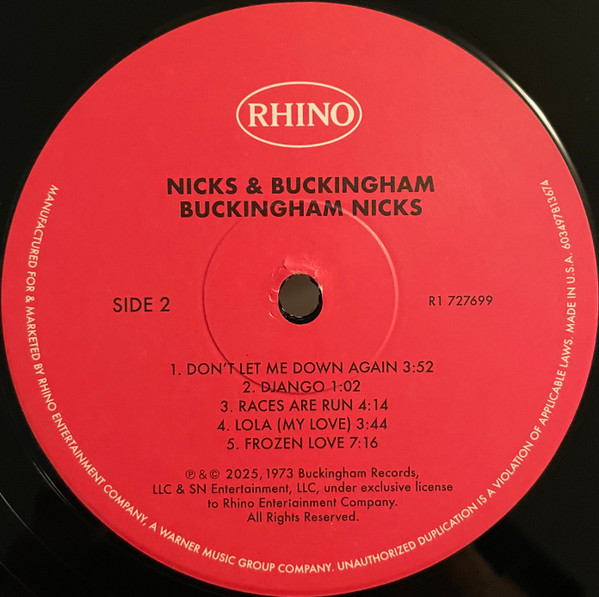 RHINO
NICKS & BUCKINGHAM
BUCKINGHAM NICKS
SIDE 2
R1 727699
1. DON'T LET ME DOWN AGAIN 3:52
2. DJANGO 1:02
3. RACES ARE RUN 4:14
4. LOLA (MY LOVE) 3:44
5. FROZEN LOVE 7:16
℗ & © 2025, 1973 Buckingham Records,
LLC & SN Entertainment, LLC, under exclusive license
to Rhino Entertainment Company.
All Rights Reserved.
MANUFACTURED FOR & MARKETED BY RHINO ENTERTAINMENT COMPANY, A WARNER MUSIC GROUP COMPANY. UNAUTHORIZED DUPLICATION IS A VIOLATION OF APPLICABLE LAWS. MADE IN U.S.A. 60349781367A